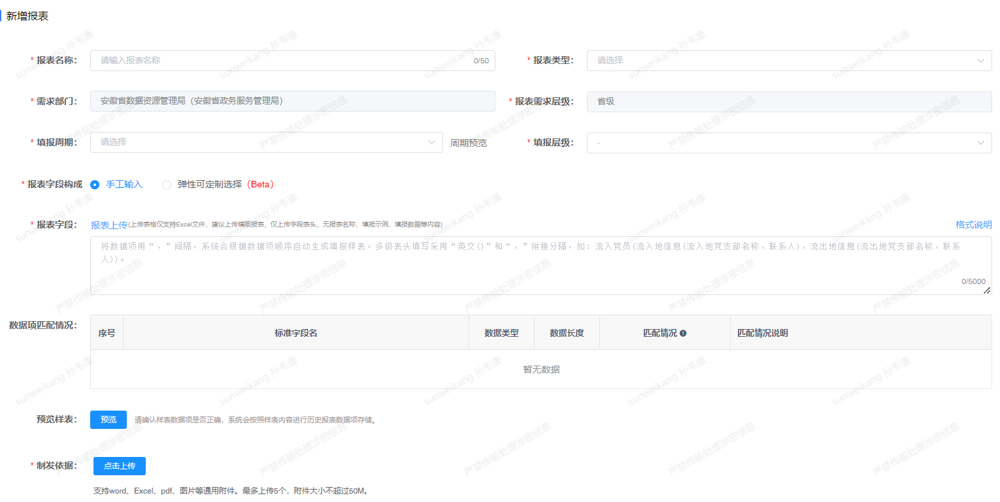 新增报表
* 报表名称： 请输入报表名称 0/50 * 报表类型： 请选择
* 需求部门： 安徽省数据资源管理局（安徽省政务服务管理局） * 报表需求层级： 省级
* 填报周期： 请选择 周期预览 * 填报层级： -
* 报表字段构成 手工输入 弹性可定制选择（Beta）
* 报表字段： 报表上传(上传表格仅支持Excel文件，建议上传横版报表，仅上传字段表头，无报表名称、填报示例、填报数据等内容) 格式说明
将数据项用“、”间隔，系统会根据数据项顺序自动生成填报样表。多级表头填写采用“英文()”和“、”拼接分隔，如：流入党员(流入地信息(流入地党支部名称、联系人)、流出地信息(流出地党支部名称、联系
人))。
0/5000
数据项匹配情况： 序号 标准字段名 数据类型 数据长度 匹配情况 匹配情况说明
暂无数据
预览样表： 预览 请确认样表数据项是否正确，系统会按照样表内容进行历史报表数据项存储。
* 制发依据： 点击上传
支持word、Excel、pdf、图片等通用附件。最多上传5个，附件大小不超过50M。
sunweikang 孙韦康
严禁传输处理涉密信息